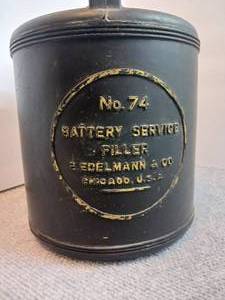 No. 74
BATTERY SERVICE
FILLER
E. EDELMANN & CO
CHICAGO, U.S.A.